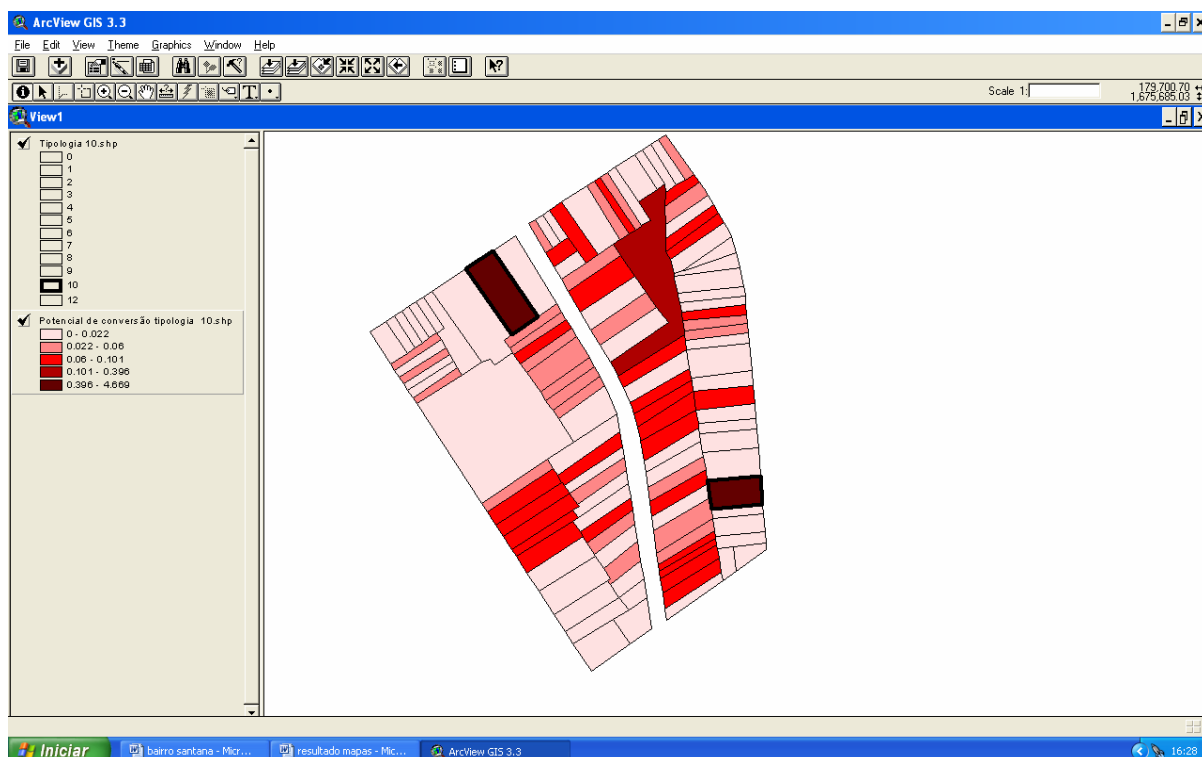 ArcView GIS 3.3
File Edit View Theme Graphics Window Help
Scale 1:
179,700.70
1,675,685.03
View1
Tipologia 10.shp
0
1
2
3
4
5
6
7
8
9
10
12
Potencial de conversão tipologia 10.shp
0 - 0.022
0.022 - 0.06
0.06 - 0.101
0.101 - 0.396
0.396 - 4.669
Iniciar
bairro santana - Micr...
resultado mapas - Mic...
ArcView GIS 3.3
16:28